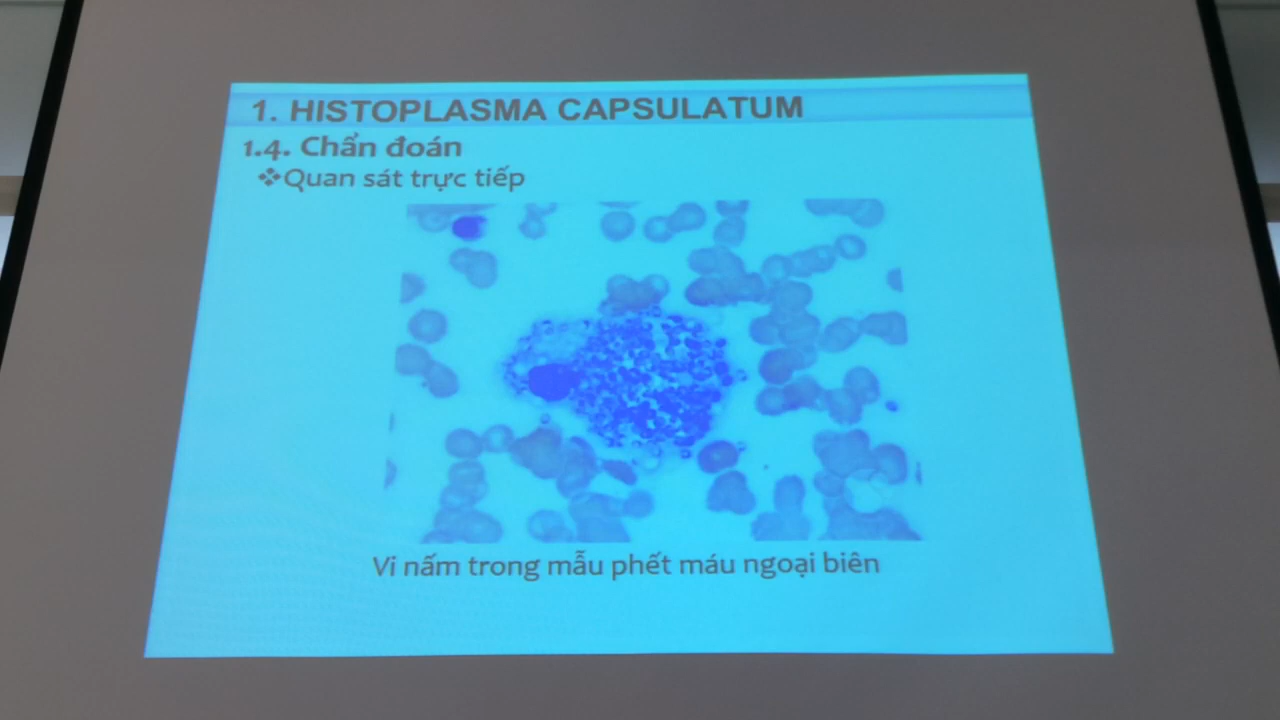 1. HISTOPLASMA CAPSULATUM
1.4. Chẩn đoán
❖Quan sát trực tiếp
Vi nấm trong mẫu phết máu ngoại biên